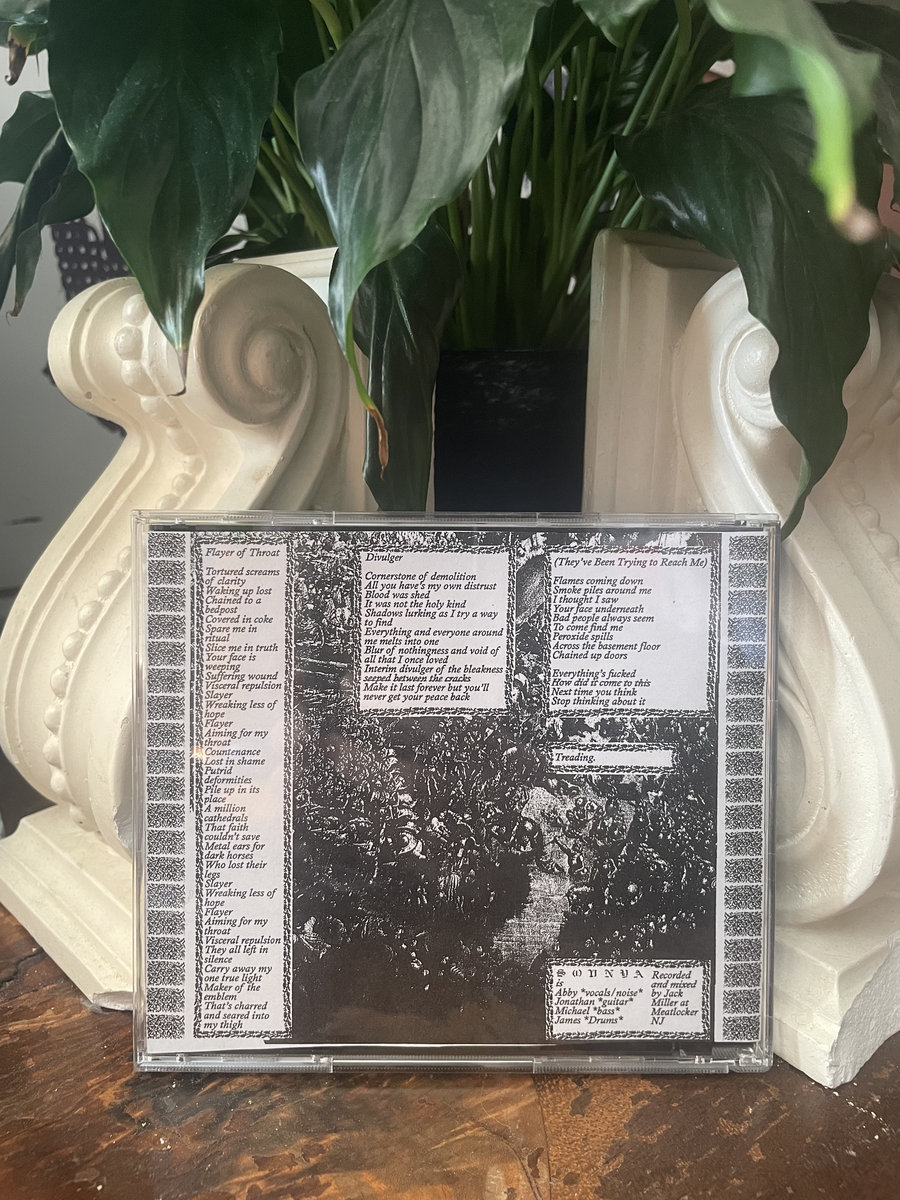 Flayer of Throat
Tortured screams
of clarity
Waking up lost
Chained to a
bedpost
Covered in coke
Spare me in
ritual
Slice me in truth
Your face is
weeping
Suffering wound
Visceral repulsion
Slayer
Wreaking less of
hope
Flayer
Aiming for my
throat
Countenance
Lost in shame
Putrid
deformities
Pile up in its
place
A million
cathedrals
That faith
couldn't save
Metal ears for
dark horses
Who lost their
legs
Slayer
Wreaking less of
hope
Flayer
Aiming for my
throat
Visceral repulsion
They all left in
silence
Carry away my
one true light
Maker of the
emblem
That's charred
and seared into
my thigh
Divulger
Cornerstone of demolition
All you have's my own distrust
Blood was shed
It was not the holy kind
Shadows lurking as I try a way
to find
Everything and everyone around
me melts into one
Blur of nothingness and void of
all that I once loved
Interim divulger of the bleakness
seeped between the cracks
Make it last forever but you'll
never get your peace back
(They've Been Trying to Reach Me)
Flames coming down
Smoke piles around me
I thought I saw
Your face underneath
Bad people always seem
To come find me
Peroxide spills
Across the basement floor
Chained up doors
Everything's fucked
How did it come to this
Next time you think
Stop thinking about it
Treading.
SOUNUA
is
Abby *vocals/noise*
Jonathan *guitar*
Michael *bass*
James *Drums*
Recorded
and mixed
by Jack
Miller at
Meatlocker
NJ